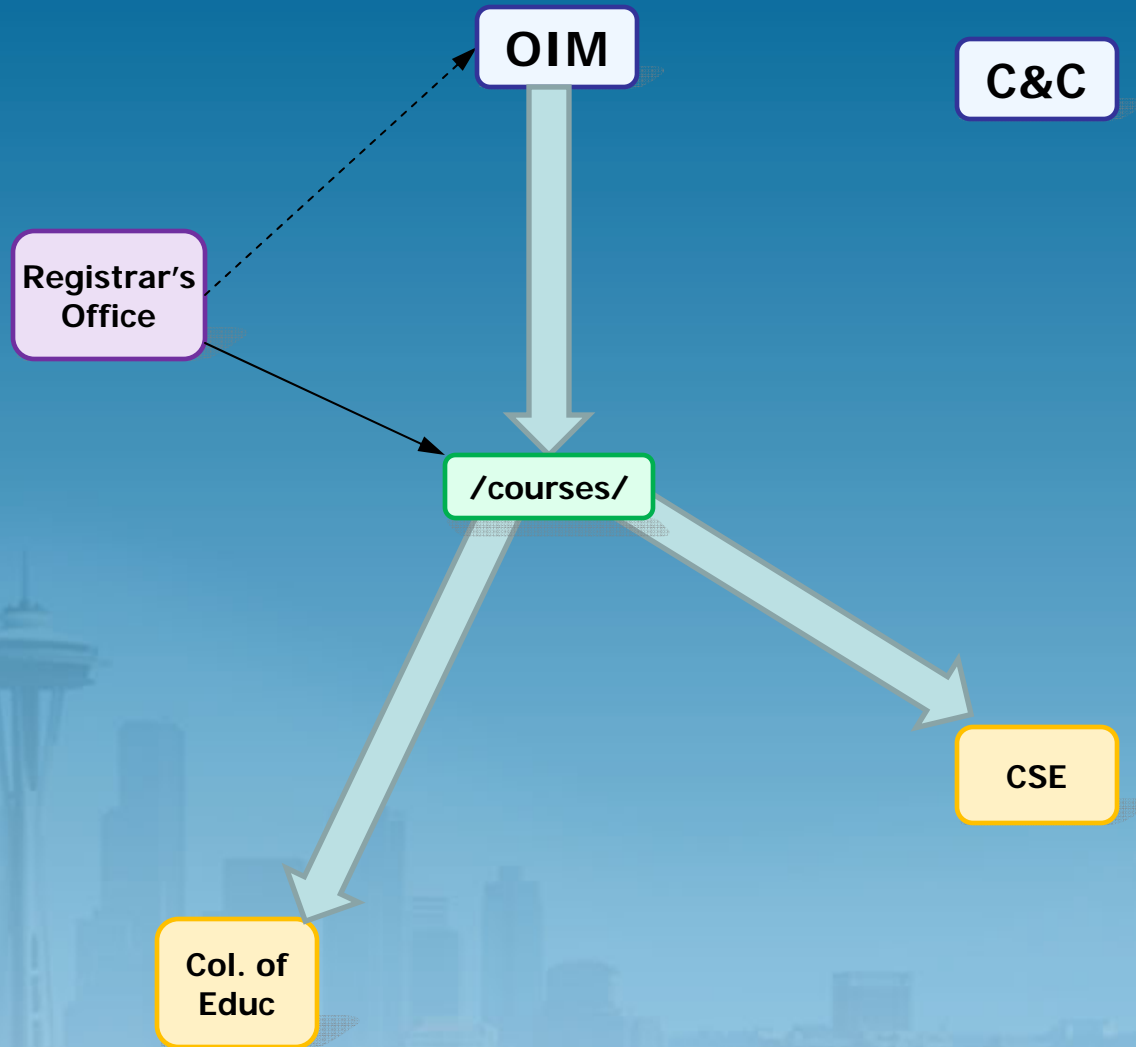 OIM
C&C
Registrar's
Office
/courses/
CSE
Col. of
Educ